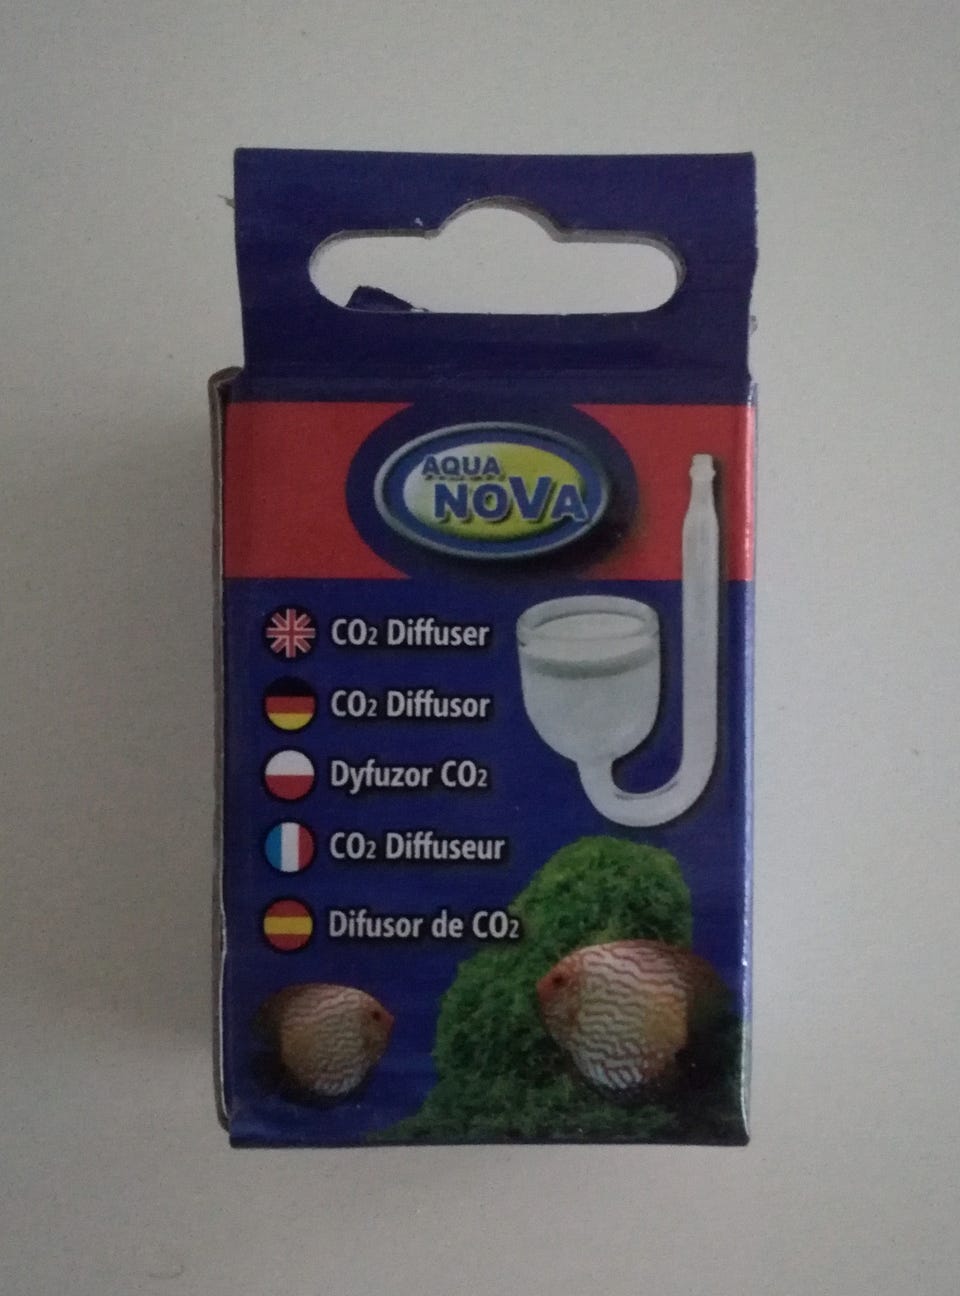 AQUA
NOVA
CO₂ Diffuser
CO₂ Diffusor
Dyfuzor CO₂
CO₂ Diffuseur
Difusor de CO₂